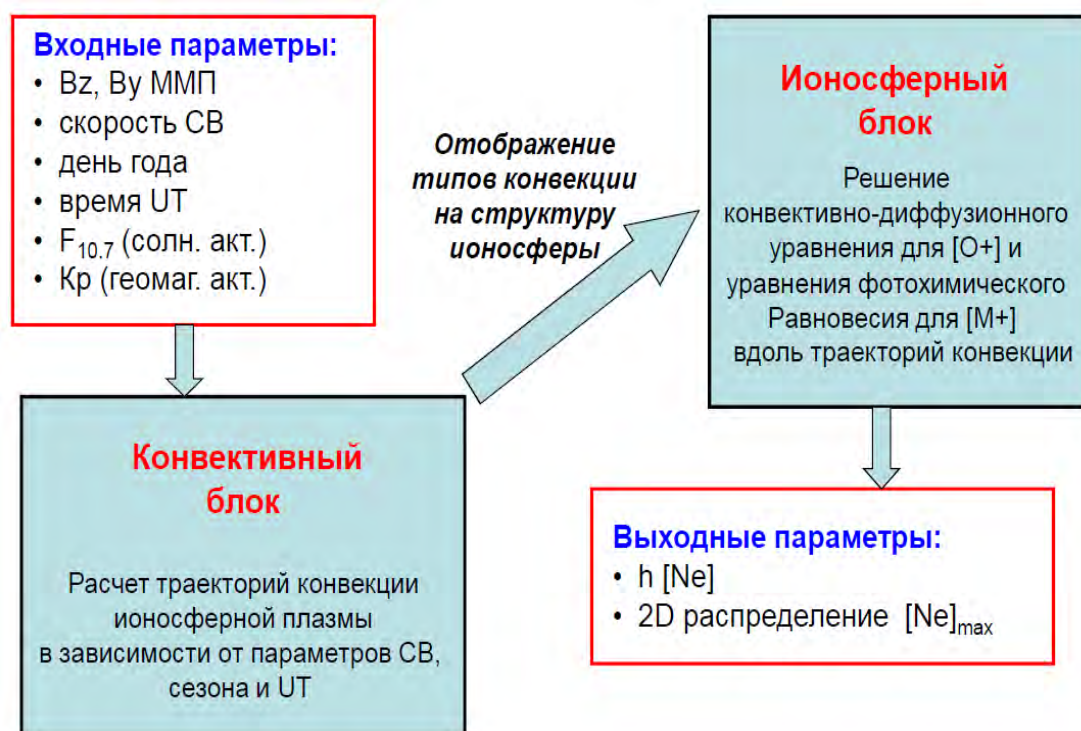 Входные параметры:
• Bz, By ММП
• скорость СВ
• день года
• время UT
• F10.7 (солн. акт.)
• Кр (геомаг. акт.)
Отображение
типов конвекции
на структуру
ионосферы
Ионосферный
блок
Решение
конвективно-диффузионного
уравнения для [O+] и
уравнения фотохимического
Равновесия для [M+]
вдоль траекторий конвекции
Конвективный
блок
Расчет траекторий конвекции
ионосферной плазмы
в зависимости от параметров СВ,
сезона и UT
Выходные параметры:
• h [Ne]
• 2D распределение [Ne]max